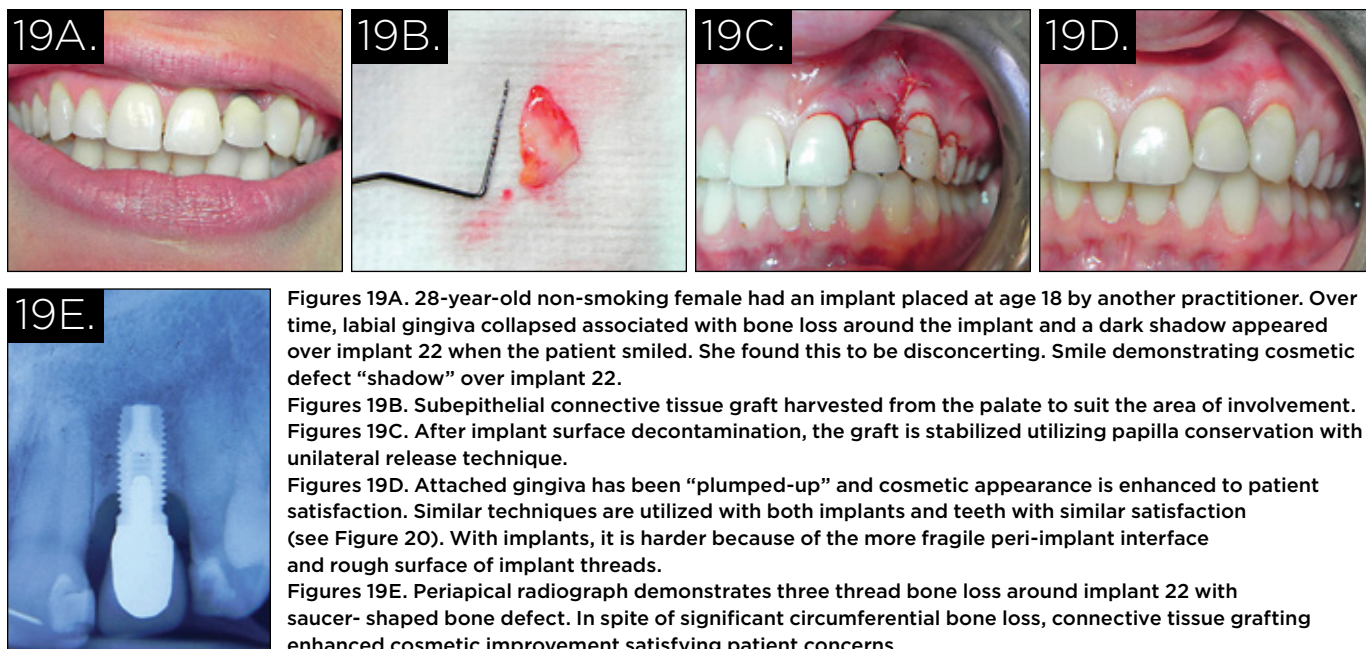 19A.
19B.
19C.
19D.
19E.
Figures 19A. 28-year-old non-smoking female had an implant placed at age 18 by another practitioner. Over
time, labial gingiva collapsed associated with bone loss around the implant and a dark shadow appeared
over implant 22 when the patient smiled. She found this to be disconcerting. Smile demonstrating cosmetic
defect “shadow” over implant 22.
Figures 19B. Subepithelial connective tissue graft harvested from the palate to suit the area of involvement.
Figures 19C. After implant surface decontamination, the graft is stabilized utilizing papilla conservation with
unilateral release technique.
Figures 19D. Attached gingiva has been “plumped-up” and cosmetic appearance is enhanced to patient
satisfaction. Similar techniques are utilized with both implants and teeth with similar satisfaction
(see Figure 20). With implants, it is harder because of the more fragile peri-implant interface
and rough surface of implant threads.
Figures 19E. Periapical radiograph demonstrates three thread bone loss around implant 22 with
saucer- shaped bone defect. In spite of significant circumferential bone loss, connective tissue grafting
enhanced cosmetic improvement satisfying patient concerns